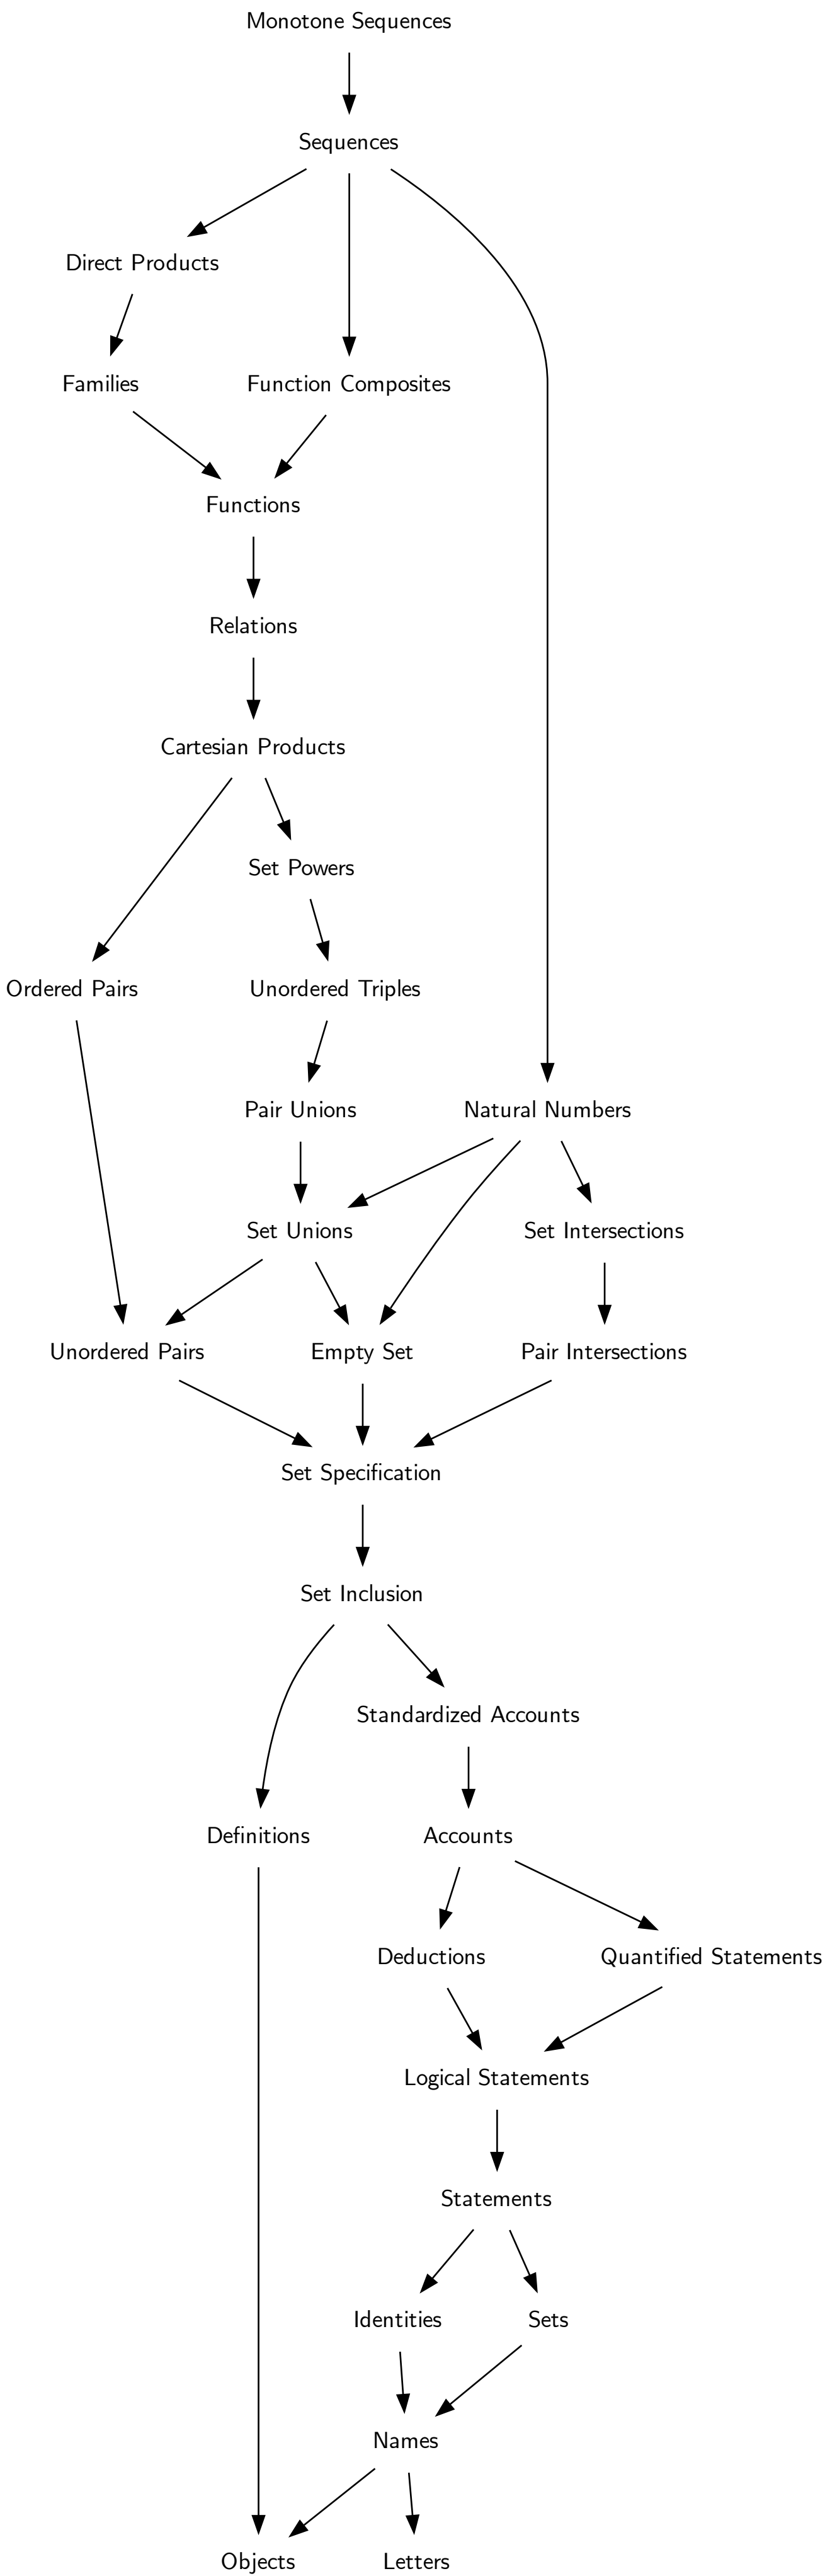 Monotone Sequences
Sequences
Direct Products
Families
Function Composites
Functions
Relations
Cartesian Products
Set Powers
Ordered Pairs
Unordered Triples
Pair Unions
Natural Numbers
Set Unions
Set Intersections
Unordered Pairs
Empty Set
Pair Intersections
Set Specification
Set Inclusion
Standardized Accounts
Definitions
Accounts
Deductions
Quantified Statements
Logical Statements
Statements
Identities
Sets
Names
Objects
Letters